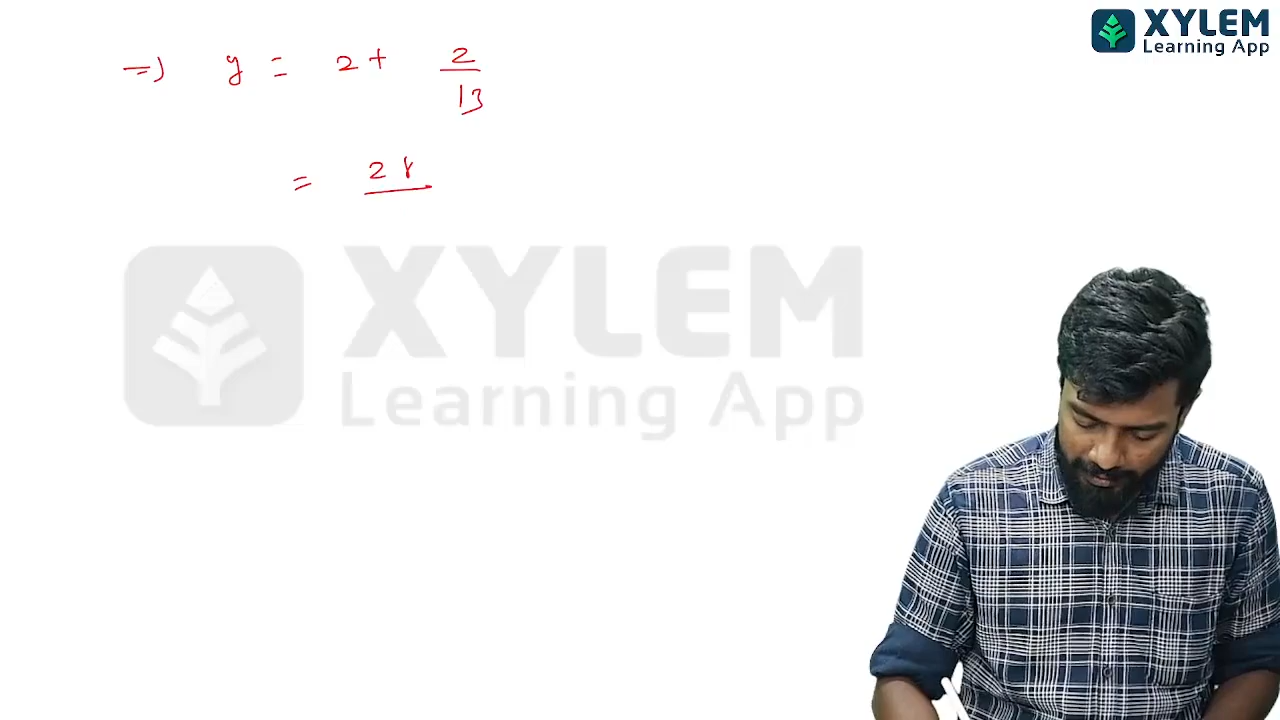 XYLEM
Learning App
=) y = 2 + 2/13
= 28
XYLEM
Learning App